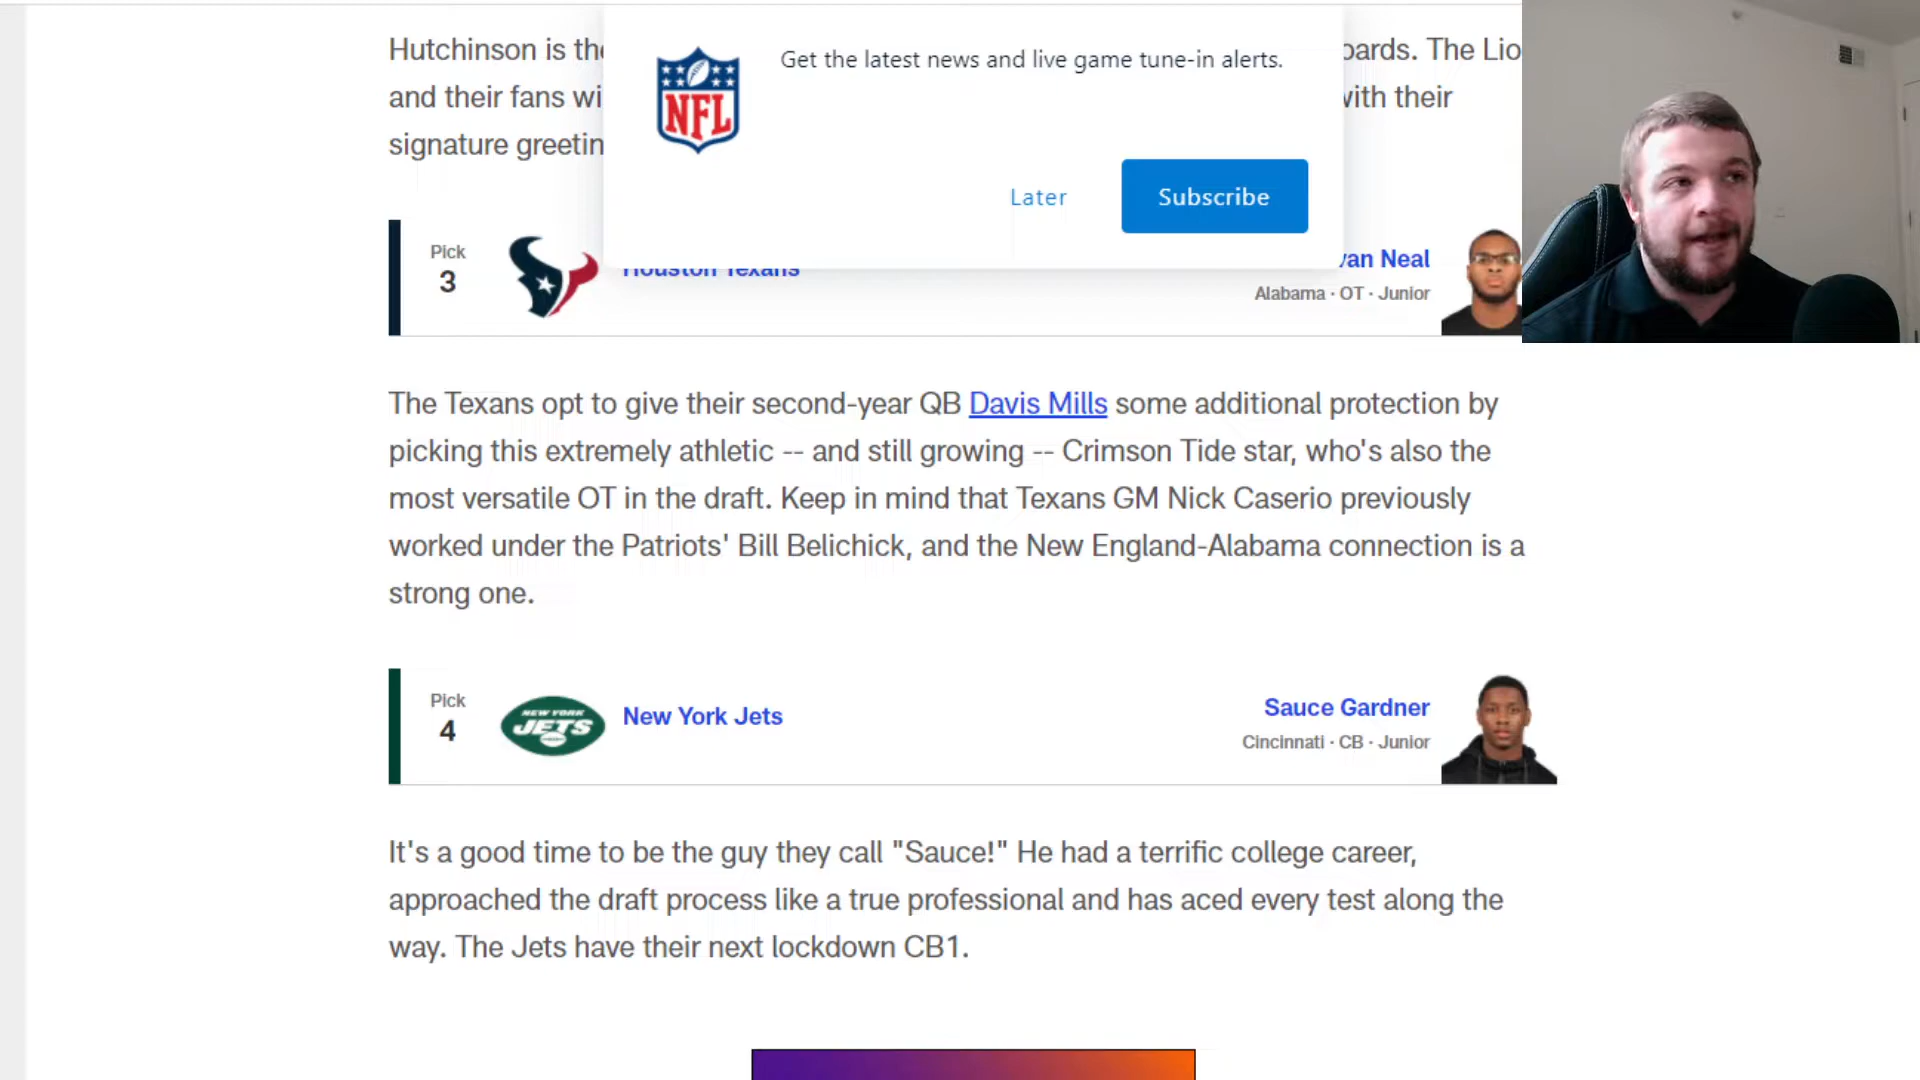 Hutchinson is the
Get the latest news and live game tune-in alerts.
The Lio
and their fans wi
with their
signature greetin
NFL
Later
Subscribe
Pick
3
Houston Texans
Neal
Alabama · OT · Junior
The Texans opt to give their second-year QB Davis Mills some additional protection by
picking this extremely athletic -- and still growing -- Crimson Tide star, who's also the
most versatile OT in the draft. Keep in mind that Texans GM Nick Caserio previously
worked under the Patriots' Bill Belichick, and the New England-Alabama connection is a
strong one.
Pick
4
NEW YORK
JETS
New York Jets
Sauce Gardner
Cincinnati · CB · Junior
It's a good time to be the guy they call "Sauce!" He had a terrific college career,
approached the draft process like a true professional and has aced every test along the
way. The Jets have their next lockdown CB1.